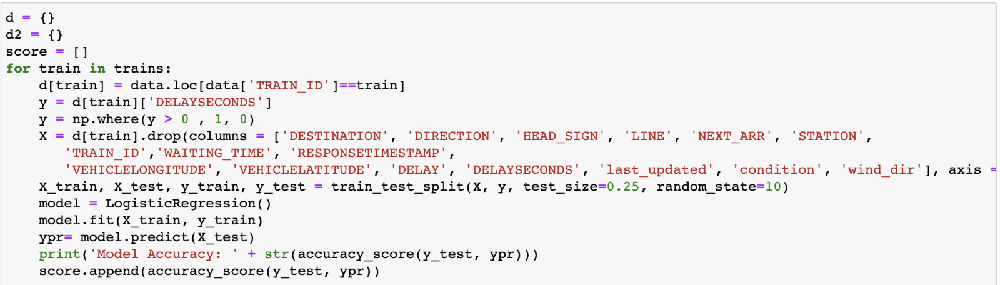 d = {}
d2 = {}
score = []
for train in trains:
    d[train] = data.loc[data['TRAIN_ID']==train]
    y = d[train]['DELAYSECONDS']
    y = np.where(y > 0 , 1, 0)
    X = d[train].drop(columns = ['DESTINATION', 'DIRECTION', 'HEAD_SIGN', 'LINE', 'NEXT_ARR', 'STATION',
       'TRAIN_ID','WAITING_TIME', 'RESPONSETIMESTAMP',
       'VEHICLELONGITUDE', 'VEHICLELATITUDE', 'DELAY', 'DELAYSECONDS', 'last_updated', 'condition', 'wind_dir'], axis =
    X_train, X_test, y_train, y_test = train_test_split(X, y, test_size=0.25, random_state=10)
    model = LogisticRegression()
    model.fit(X_train, y_train)
    ypr= model.predict(X_test)
    print('Model Accuracy: ' + str(accuracy_score(y_test, ypr)))
    score.append(accuracy_score(y_test, ypr))